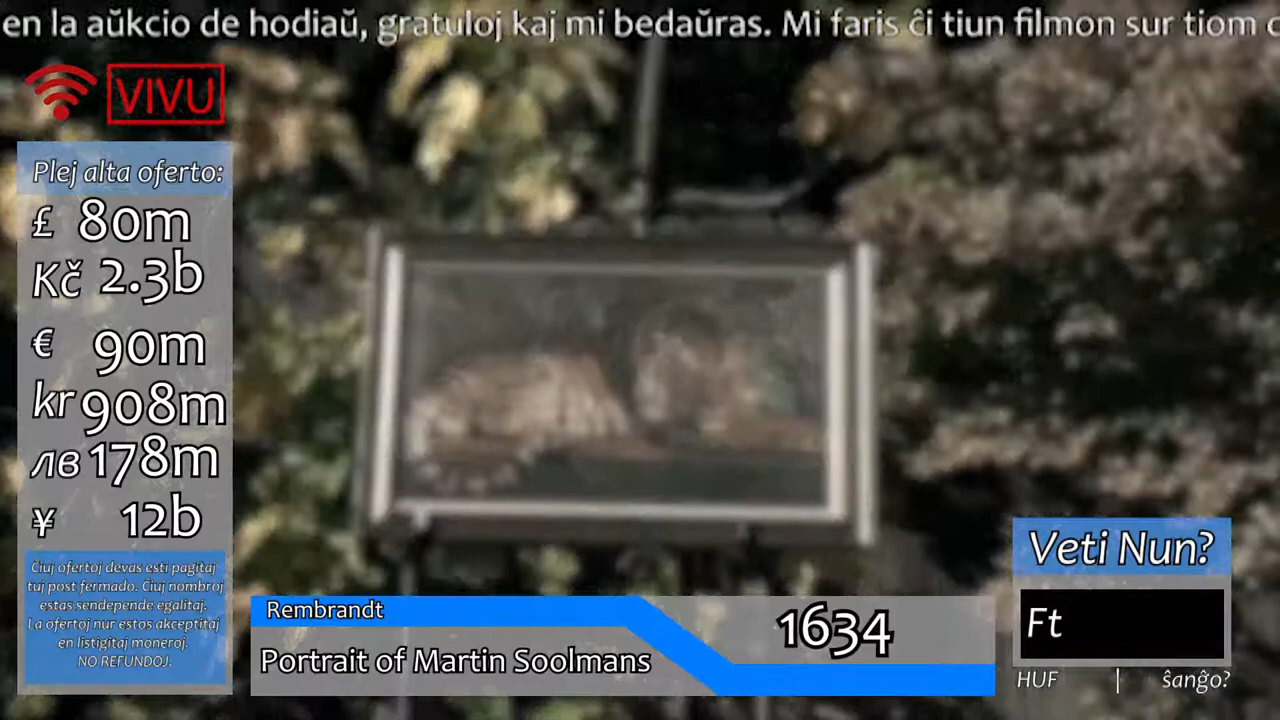 en la aŭkcio de hodiaŭ, gratuloj kaj mi bedaŭras. Mi faris ĉi tiun filmon sur tiom
VIVU
Plej alta oferto:
£ 80m
Kč 2.3b
€ 90m
kr 908m
лв 178m
¥ 12b
Ĉiuj ofertoj devas esti pagitaj
tuj post fermado. Ĉiuj nombroj
estas sendepende egalitaj.
La ofertoj nur estos akceptitaj
en listigitaj moneroj.
NO REFUNDOJ.
Rembrandt
1634
Portrait of Martin Soolmans
Veti Nun?
Ft
HUF | ŝanĝo?